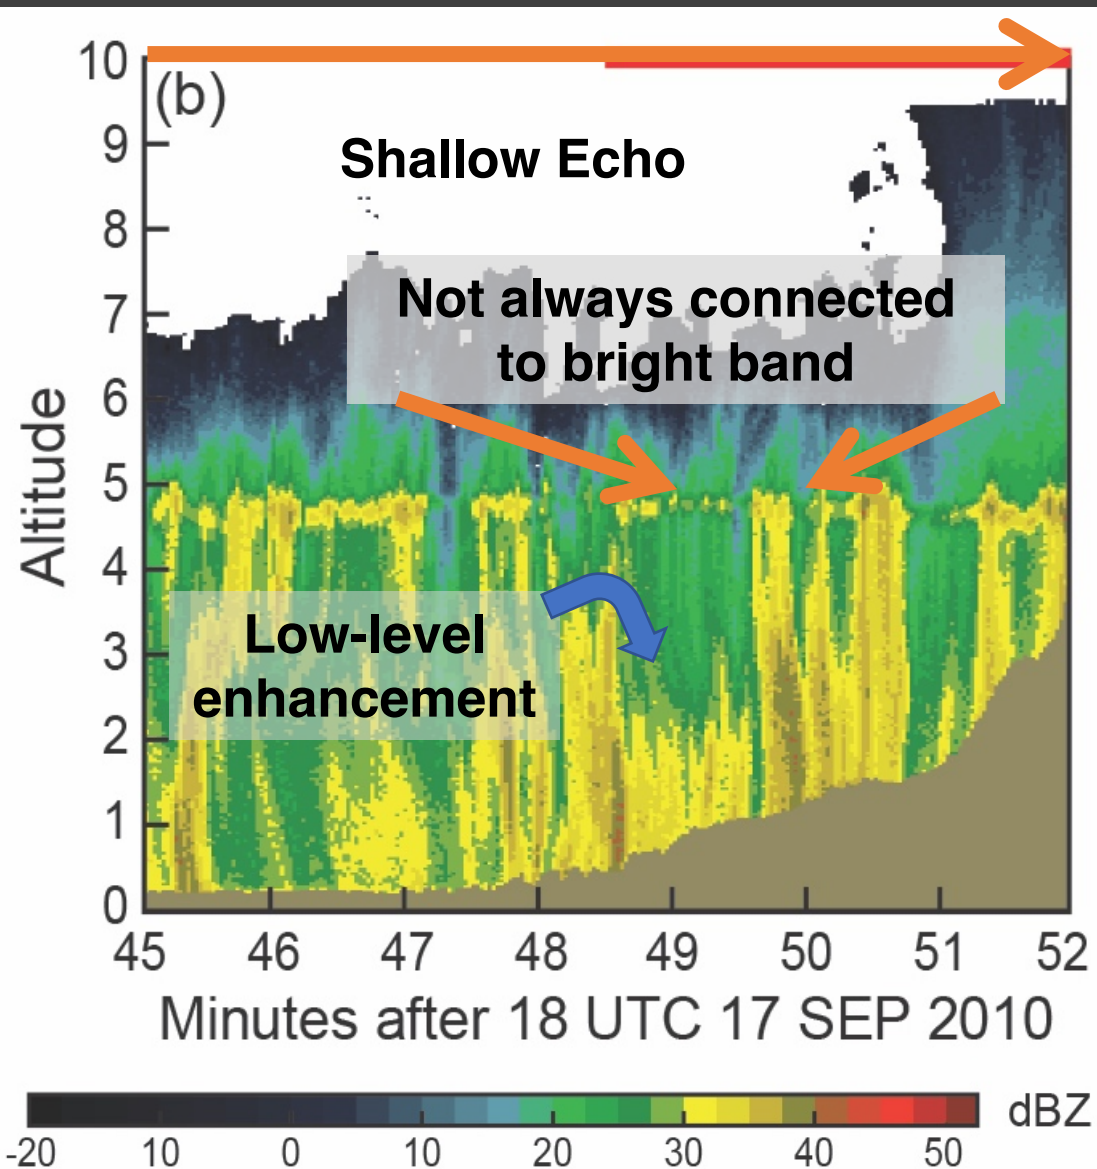 10
(b)
9
Shallow Echo
8
Not always connected
7
to bright band
6
5
Altitude
4
Low-level
3
enhancement
2
1
0
45 46 47 48 49 50 51 52
Minutes after 18 UTC 17 SEP 2010
dBZ
-20 10 0 10 20 30 40 50